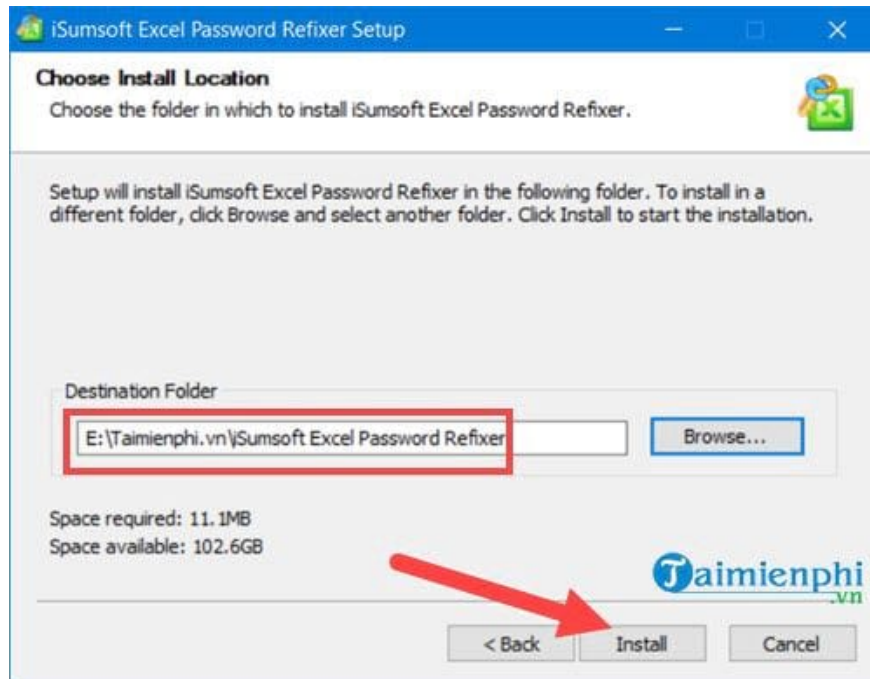 iSumsoft Excel Password Refixer Setup
Choose Install Location
Choose the folder in which to install iSumsoft Excel Password Refixer.
Setup will install iSumsoft Excel Password Refixer in the following folder. To install in a
different folder, click Browse and select another folder. Click Install to start the installation.
Destination Folder
E:\Taimienphi.vn\iSumsoft Excel Password Refixer
Browse...
Space required: 11.1MB
Space available: 102.6GB
Taimienphi
.vn
< Back
Install
Cancel